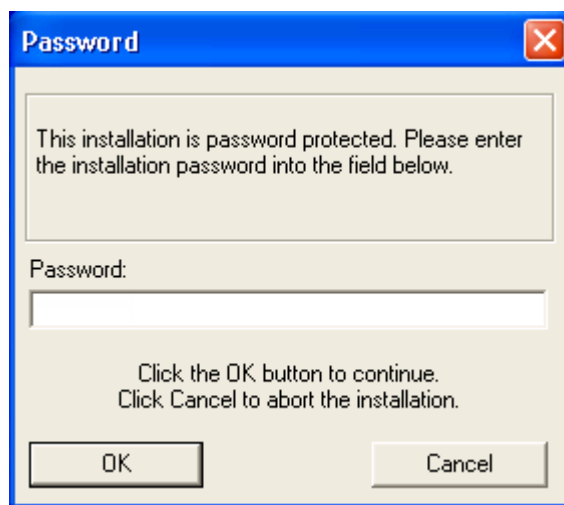 Password
This installation is password protected. Please enter
the installation password into the field below.
Password:
Click the OK button to continue.
Click Cancel to abort the installation.
OK
Cancel